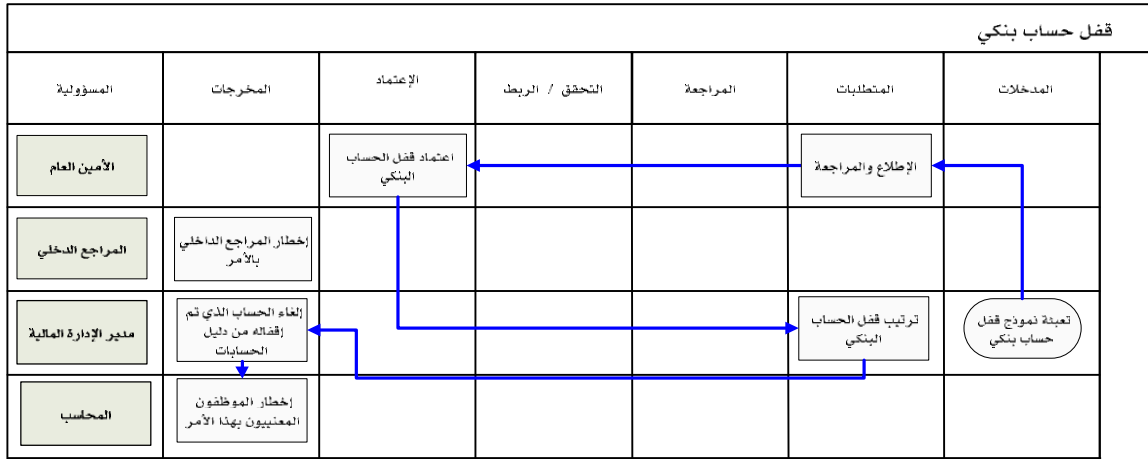 قفل حساب بنكي
المدخلات
المتطلبات
المراجعة
التحقق / الربط
الإعتماد
المخرجات
المسؤولية
الإطلاع والمراجعة
اعتماد قفل الحساب
البنكي
الأمين العام
إخطار المراجع الداخلي
بالأمر
المراجع الدخلي
تعبئة نموذج قفل
حساب بنكي
ترتيب قفل الحساب
البنكي
إلغاء الحساب الذي تم
إقفاله من دليل
الحسابات
مدير الإدارة المالية
إخطار الموظفون
المعنييون بهذا الأمر
المحاسب